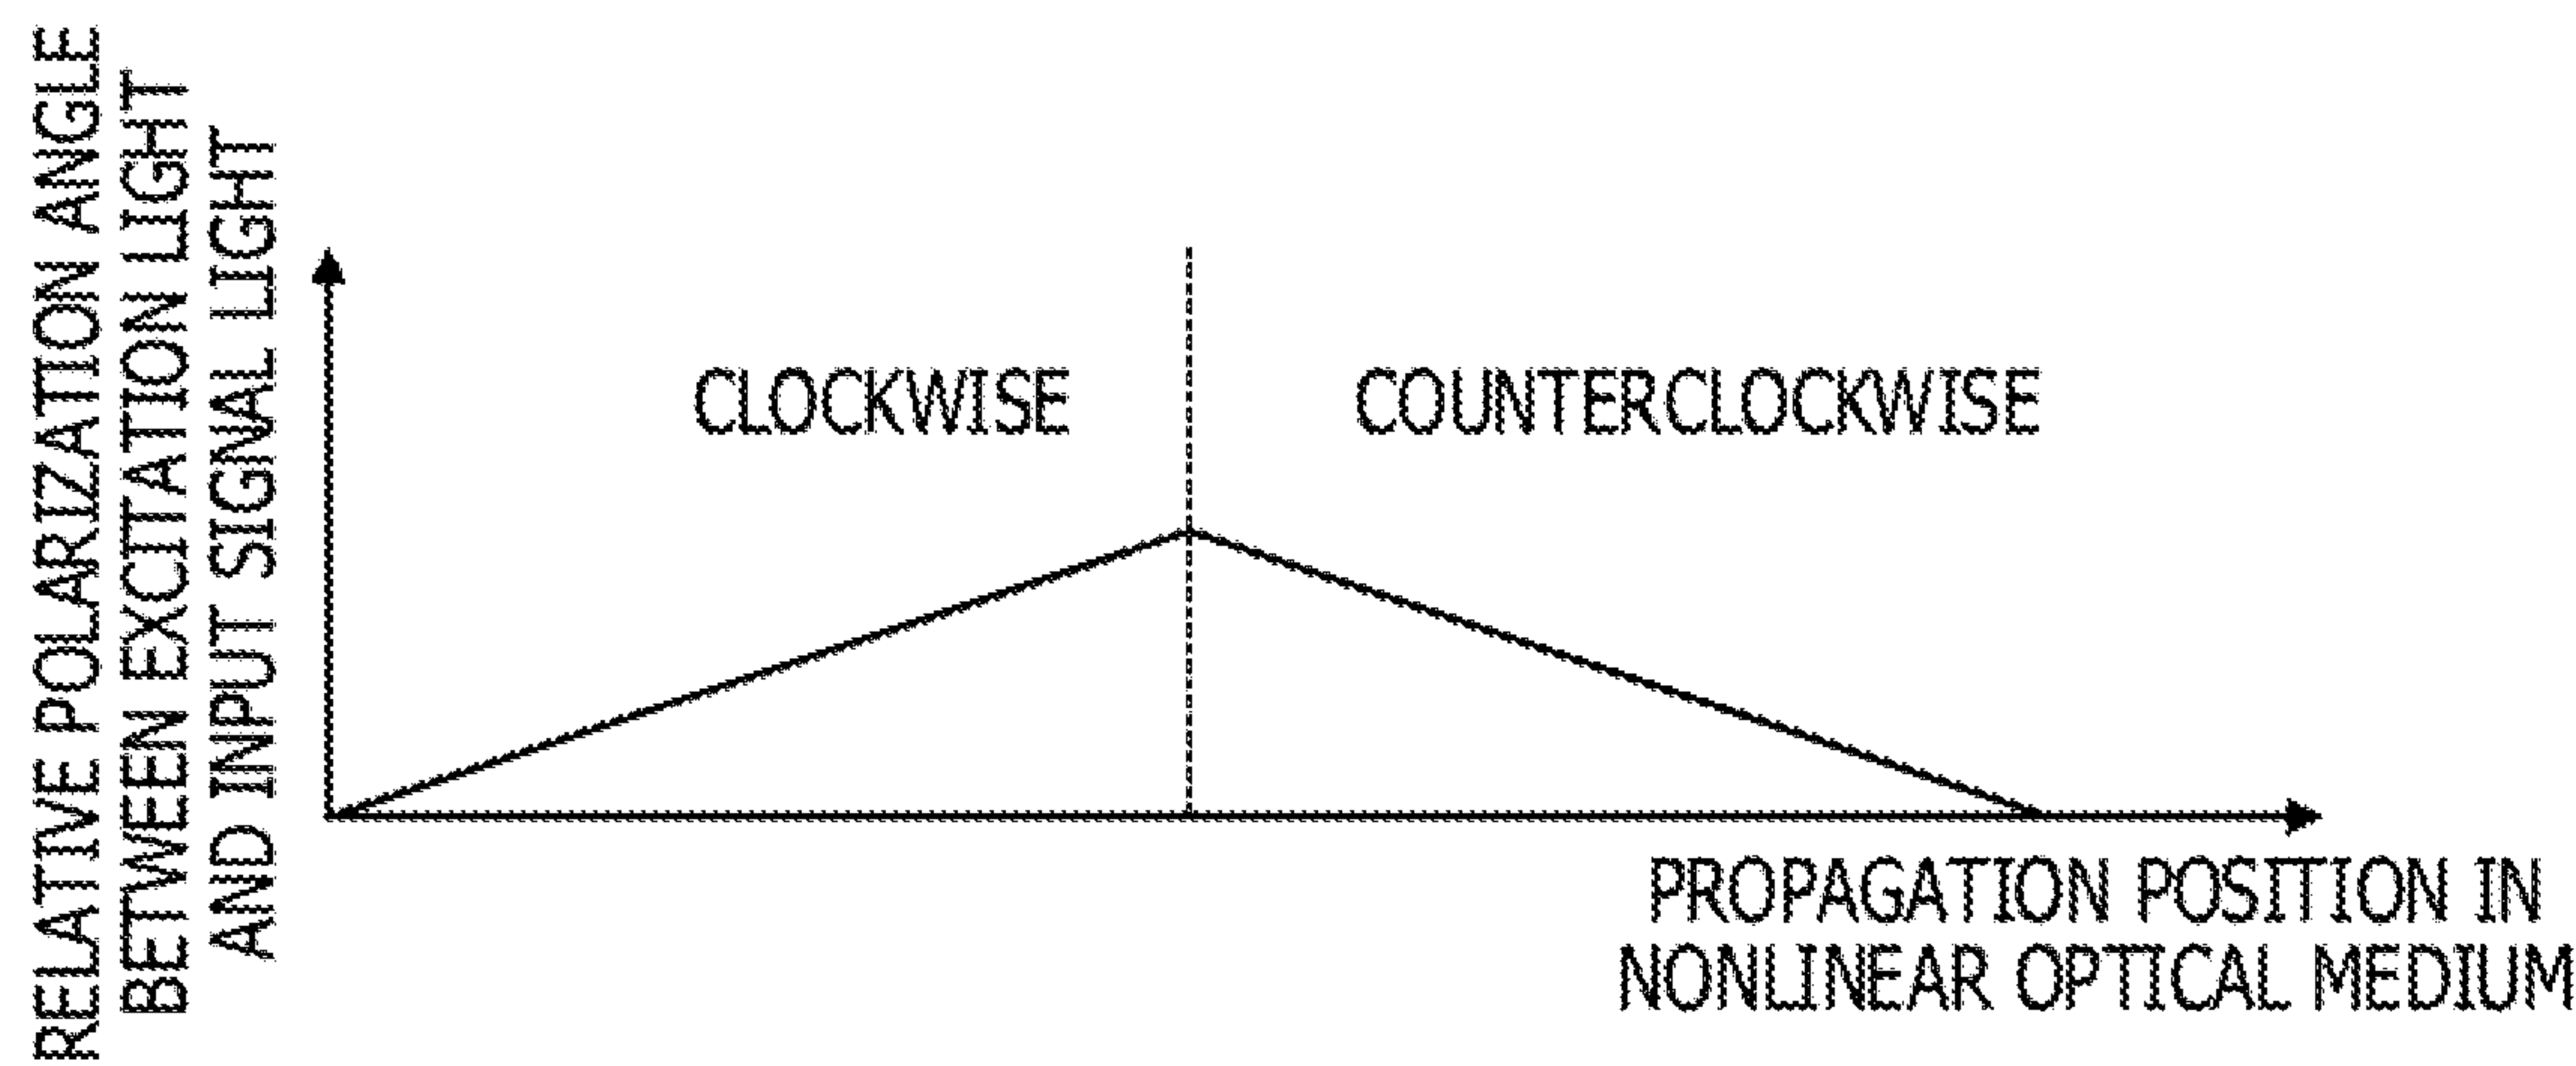 RELATIVE POLARIZATION ANGLE
BETWEEN EXCITATION LIGHT
AND INPUT SIGNAL LIGHT
CLOCKWISE
COUNTERCLOCKWISE
PROPAGATION POSITION IN
NONLINEAR OPTICAL MEDIUM